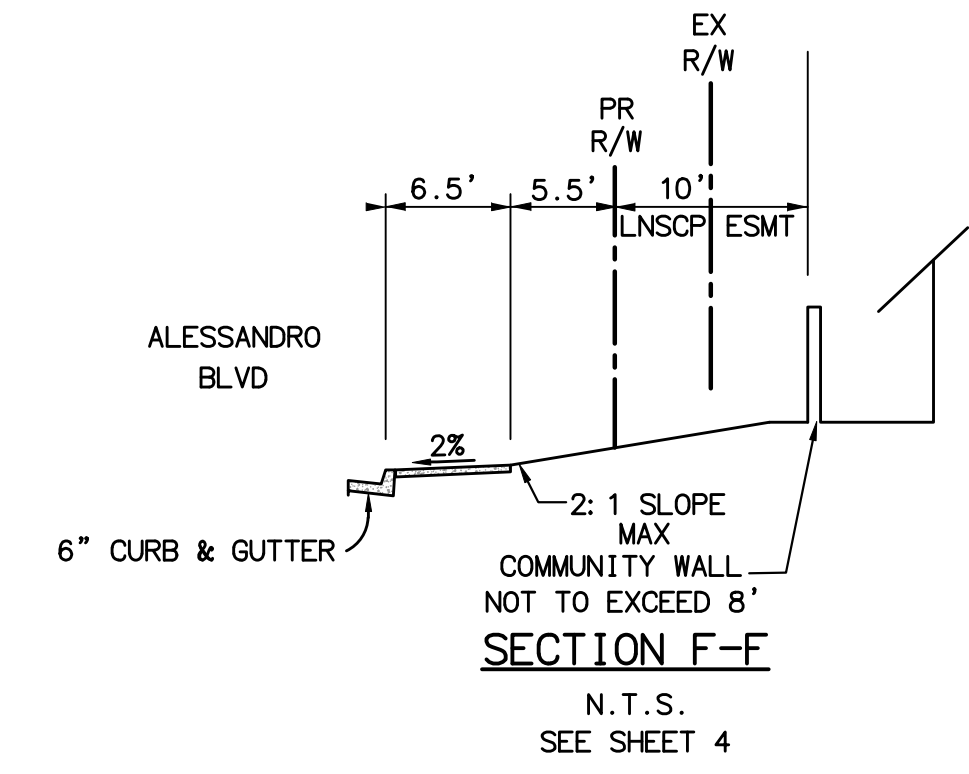 EX
R/W
PR
R/W
6.5' 5.5' 10'
LNSCP ESMT
ALESSANDRO
BLVD
2%
2: 1 SLOPE
MAX
6" CURB & GUTTER
COMMUNITY WALL
NOT TO EXCEED 8'
SECTION F-F
N.T.S.
SEE SHEET 4